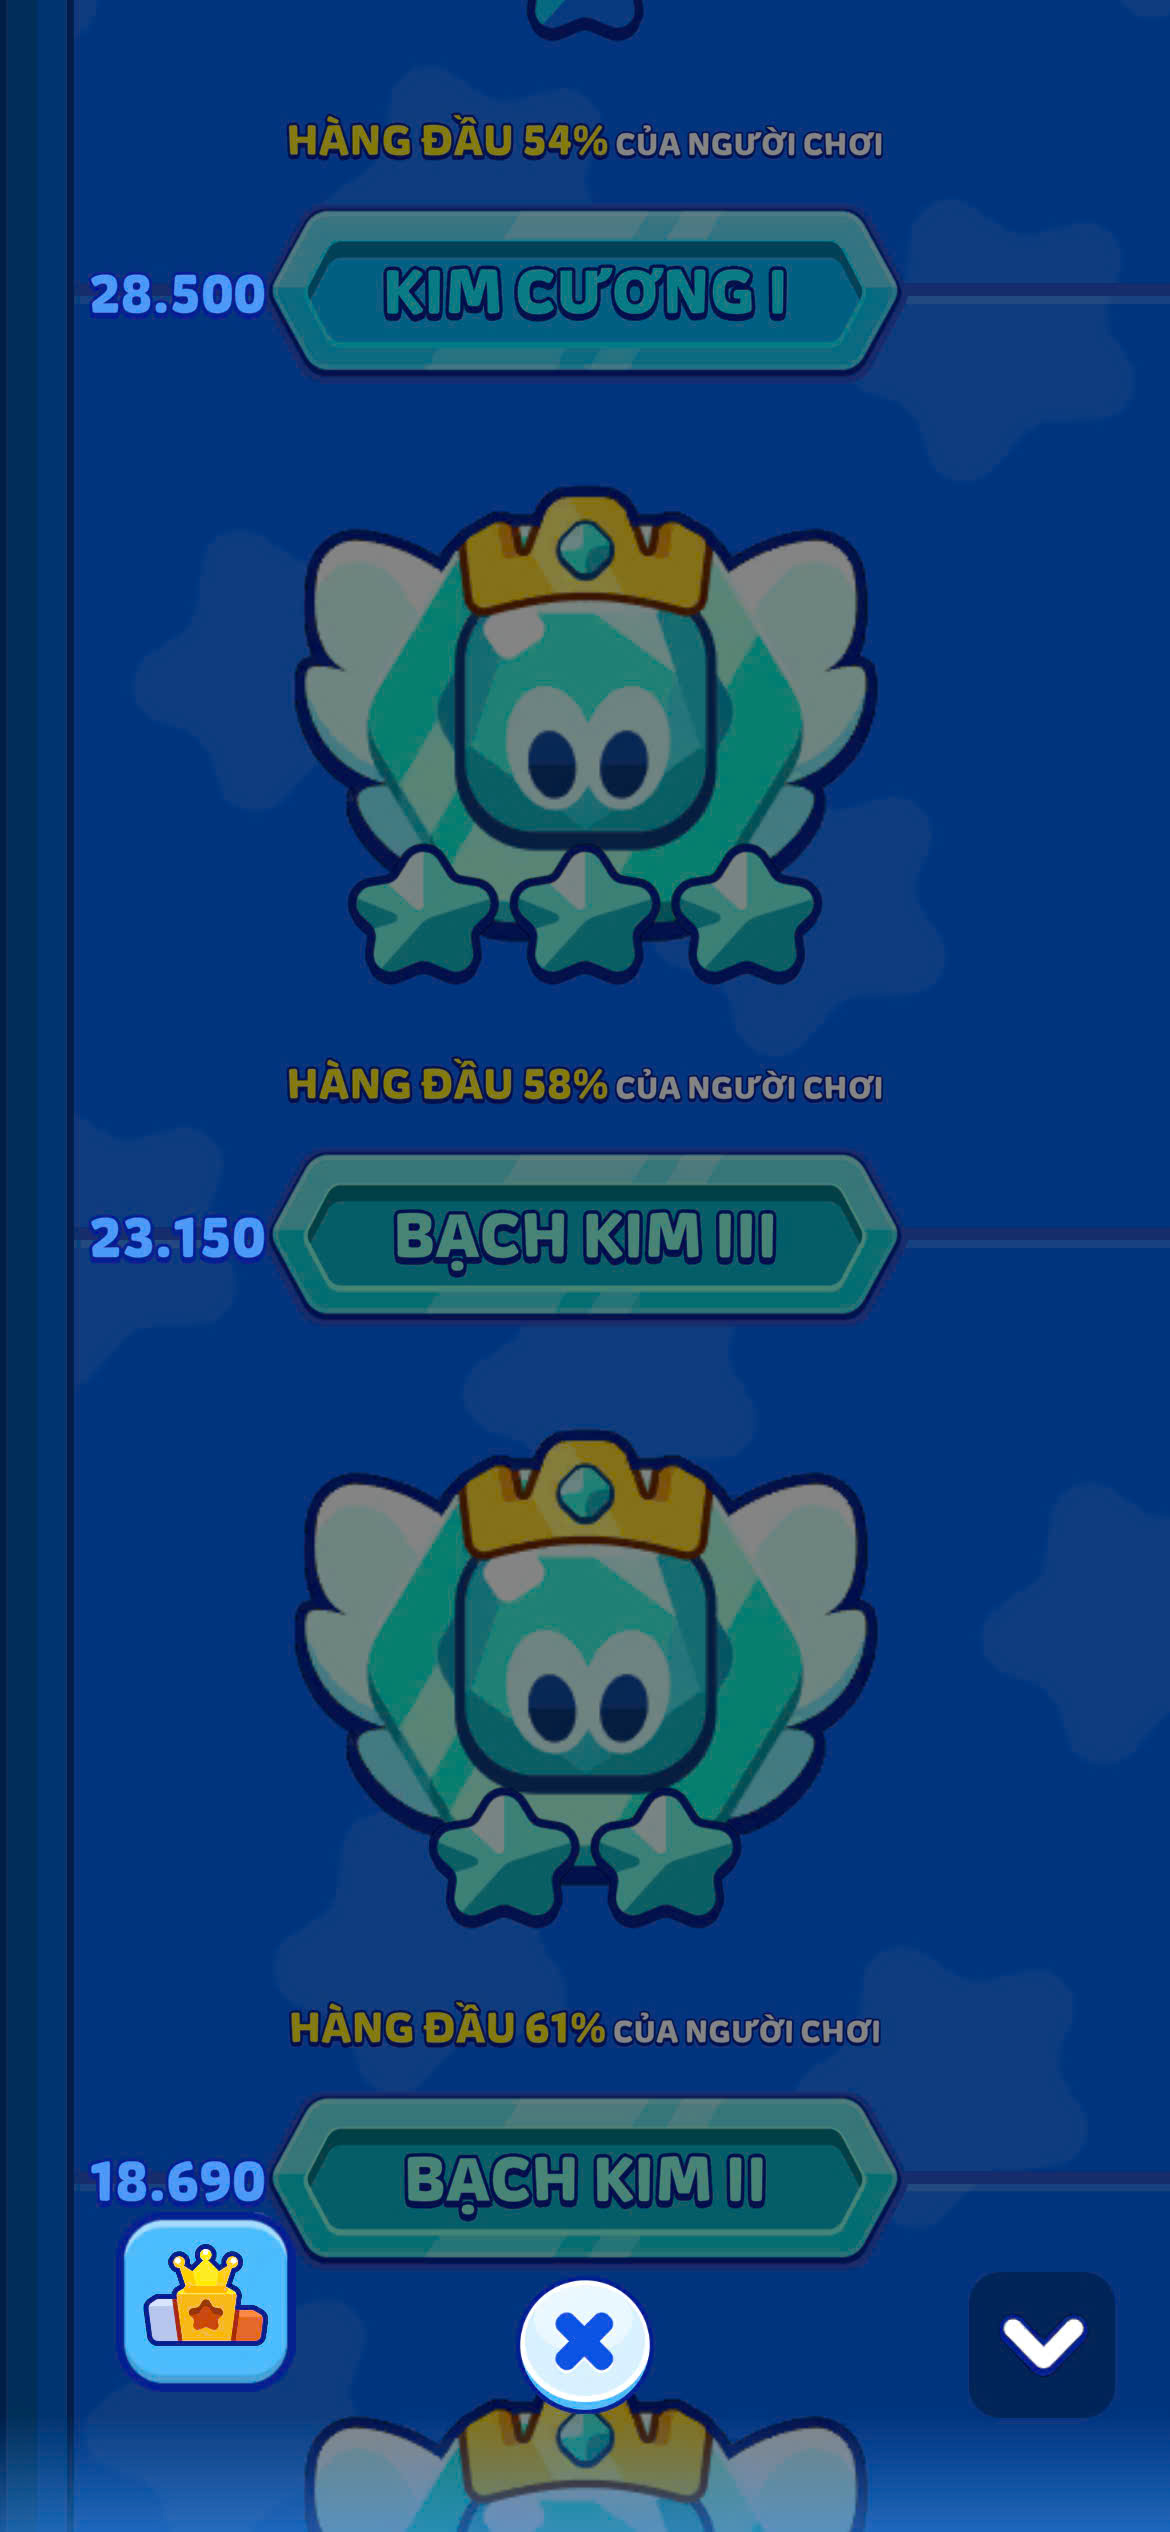 HÀNG ĐẦU 54% CỦA NGƯỜI CHƠI
28.500 KIM CƯƠNG I
HÀNG ĐẦU 58% CỦA NGƯỜI CHƠI
23.150 BẠCH KIM III
HÀNG ĐẦU 61% CỦA NGƯỜI CHƠI
18.690 BẠCH KIM II